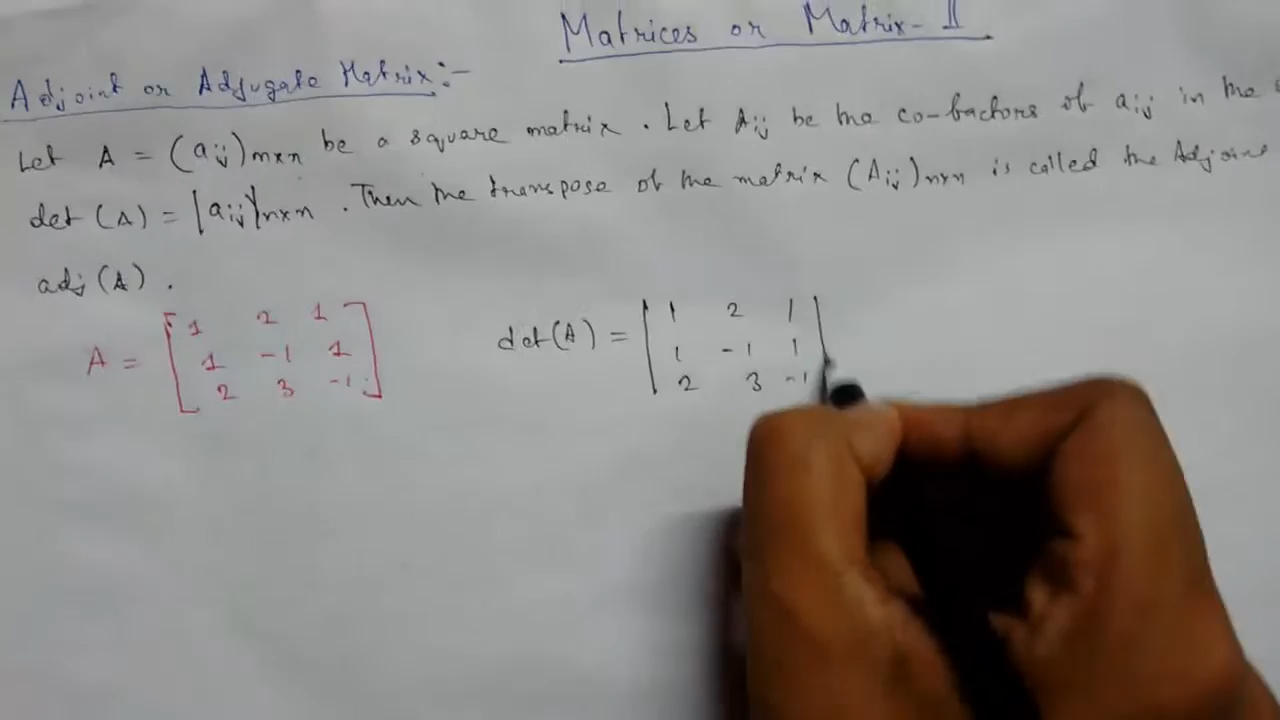 Matrices or Matrix-II
Adjoint or Adjugate Matrix:-
Let A = (aij)n×n be a square matrix. Let Aij be the co-factors of aij in the
det(A) = |aij|n×n. Then the transpose of the matrix (Aij)n×n is called the Adjoint
adj(A).
A = [1 2 1
1 -1 1
2 3 -1]
det(A) = |1 2 1
1 -1 1
2 3 -1|